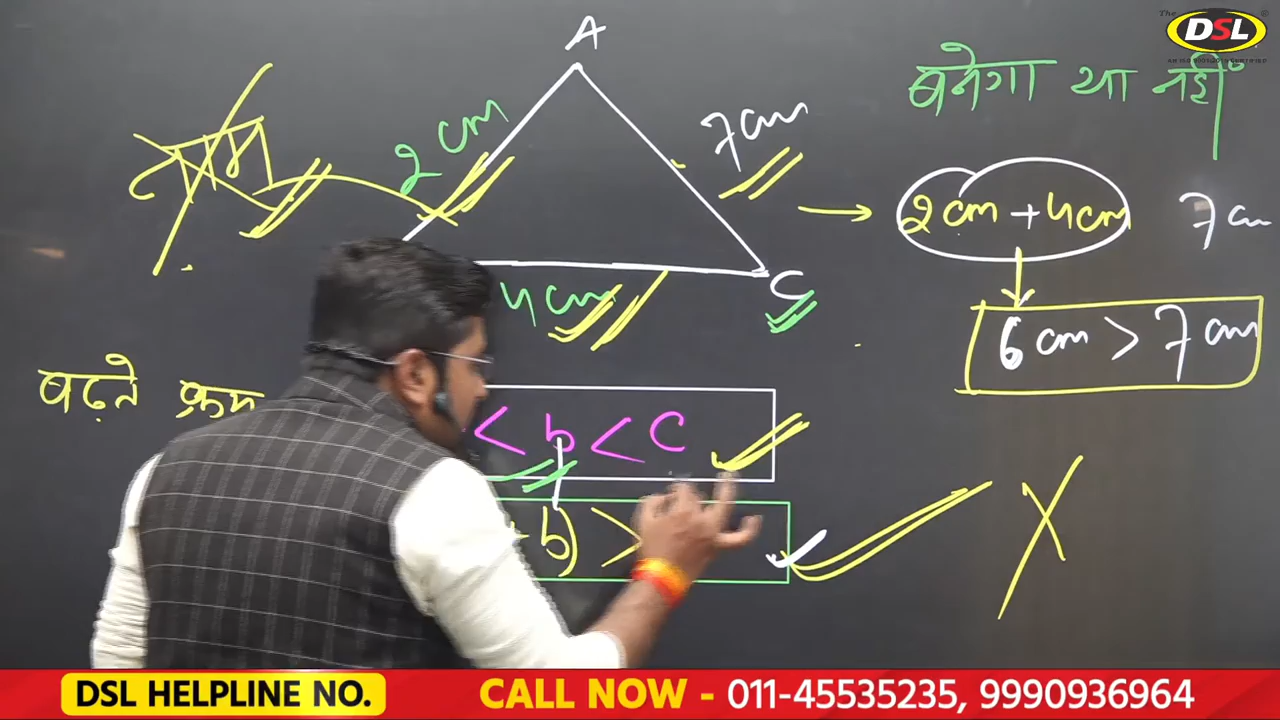 DSL
A
बनेगा या नहीं
2 cm
7 cm
2 cm + 4 cm
7 cm
4 cm
C
6 cm > 7 cm
बढ़ते क्रम
< b < C
b) >
X
DSL HELPLINE NO.
CALL NOW - 011-45535235, 9990936964